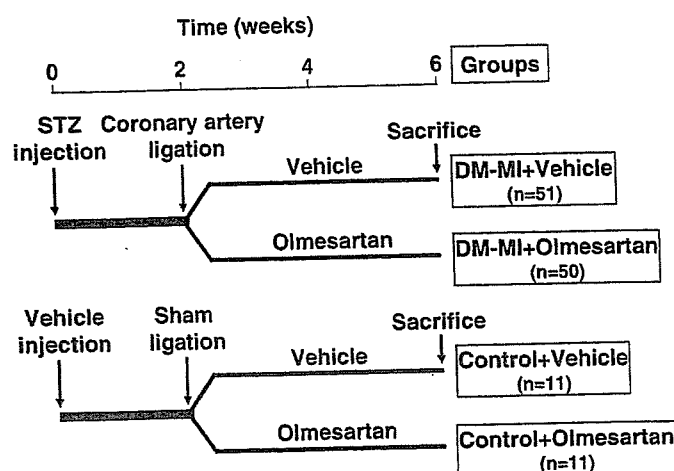 Time (weeks)
0 2 4 6 Groups
STZ injection
Coronary artery ligation
Sacrifice
Vehicle
DM-MI+Vehicle
(n=51)
Olmesartan
DM-MI+Olmesartan
(n=50)
Vehicle injection
Sham ligation
Sacrifice
Vehicle
Control+Vehicle
(n=11)
Olmesartan
Control+Olmesartan
(n=11)